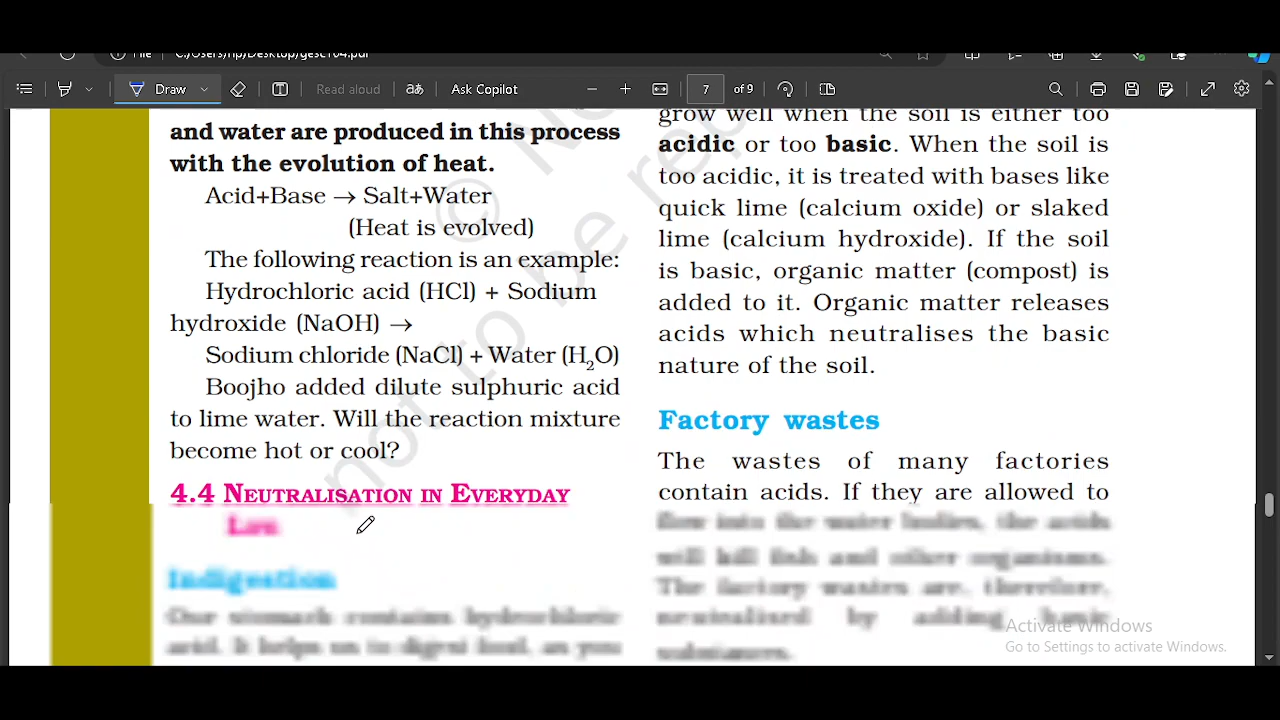 File
C:/Users/hp/Desktop/gesc104.pdf
Draw
Read aloud
Ask Copilot
7
of 9
and water are produced in this process
with the evolution of heat.
Acid+Base → Salt+Water
(Heat is evolved)
The following reaction is an example:
Hydrochloric acid (HCl) + Sodium
hydroxide (NaOH) →
Sodium chloride (NaCl) + Water (H₂O)
Boojho added dilute sulphuric acid
to lime water. Will the reaction mixture
become hot or cool?
4.4 NEUTRALISATION IN EVERYDAY
Indigestion
Our stomach contains hydrochloric
acid. It helps us to digest food, as you
grow well when the soil is either too
acidic or too basic. When the soil is
too acidic, it is treated with bases like
quick lime (calcium oxide) or slaked
lime (calcium hydroxide). If the soil
is basic, organic matter (compost) is
added to it. Organic matter releases
acids which neutralises the basic
nature of the soil.
Factory wastes
The wastes of many factories
contain acids. If they are allowed to
flow into the water bodies, the acids
will kill fish and other organisms.
The factory wastes are, therefore,
neutralised by adding basic
substances.
© N
not to be rep
Activate Windows
Go to Settings to activate Windows.